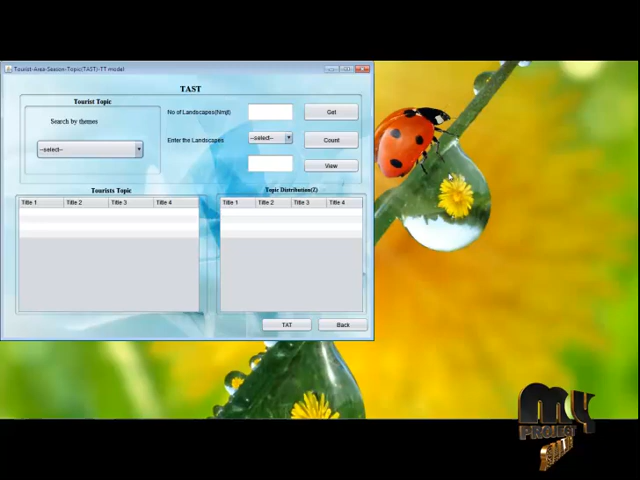 Tourist-Area-Season-Topic(TAST)-TT model
TAST
Tourist Topic
Search by themes
--select--
No of Landscapes(Nmjl)
Get
Enter the Landscapes
--select--
Count
View
Tourists Topic
Title 1 Title 2 Title 3 Title 4
Topic Distribution(Z)
Title 1 Title 2 Title 3 Title 4
TAT
Back
MY
PROJECT